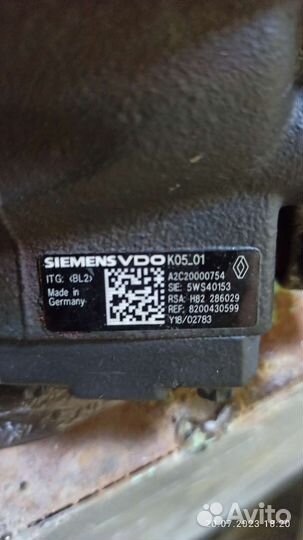 SIEMENS VDO K05_01
ITG: <BL2> A2C20000754
Made in Germany SIE: 5WS40153
RSA: H82 286029
REF: 8200430599
Y18/02783
.07.2023 18:20
Avito